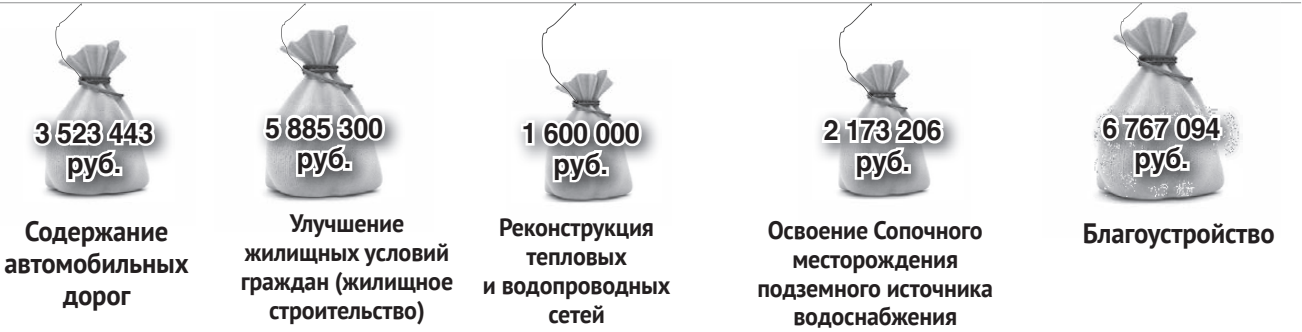 3 523 443
руб.
Содержание
автомобильных
дорог
5 885 300
руб.
Улучшение
жилищных условий
граждан (жилищное
строительство)
1 600 000
руб.
Реконструкция
тепловых
и водопроводных
сетей
2 173 206
руб.
Освоение Сопочного
месторождения
подземного источника
водоснабжения
6 767 094
руб.
Благоустройство